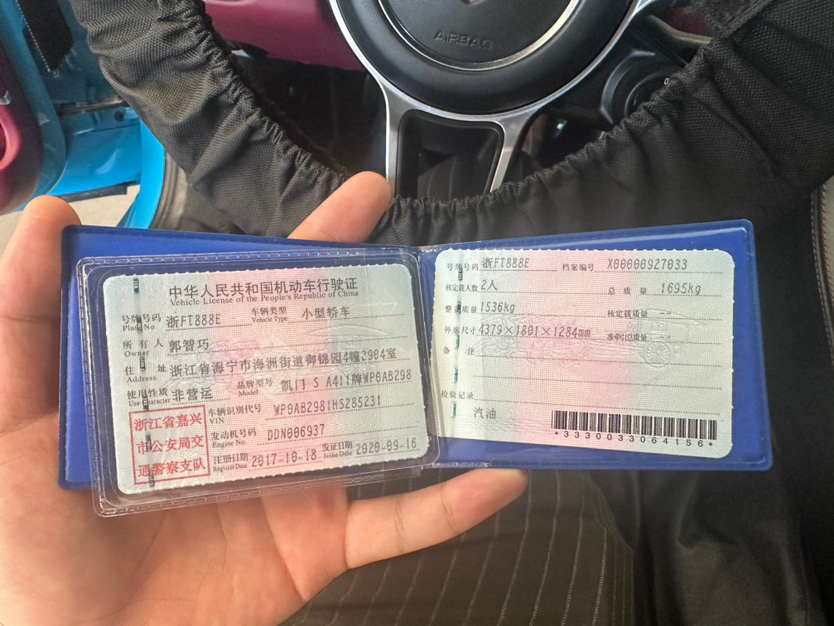 AIRBAG
中华人民共和国机动车行驶证
Vehicle License of the People's Republic of China
号牌号码 浙FT888E 车辆类型 小型轿车
Plate No. Vehicle Type
所有人 郭智巧
Owner
住址 浙江省海宁市海洲街道御锦园4幢2904室
Address
使用性质 非营运 品牌型号 凯门 S A411牌WP0AB298
Use Character Model
浙江省嘉兴
市公安局交
通警察支队
车辆识别代号 WP0AB2981HS285231
VIN
发动机号码 DDN006937
Engine No.
注册日期 2017-10-18 发证日期 2020-09-16
Register Date Issue Date
号牌号码 浙FT888E 档案编号 X00000927033
核定载人数 2人 总质量 1695kg
整备质量 1536kg 核定载质量 --
外廓尺寸 4379×1801×1284mm 准牵引总质量 --
备注
检验记录
汽油
*3330033064156*